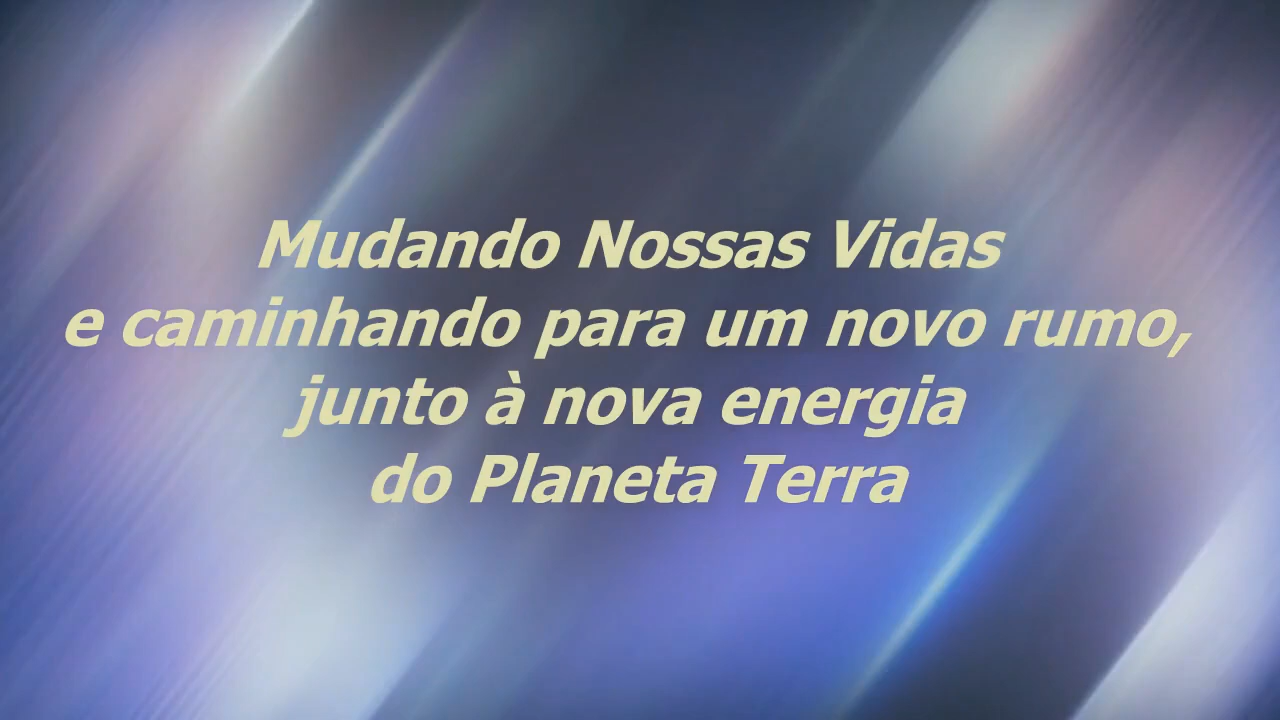 Mudando Nossas Vidas
e caminhando para um novo rumo,
junto à nova energia
do Planeta Terra